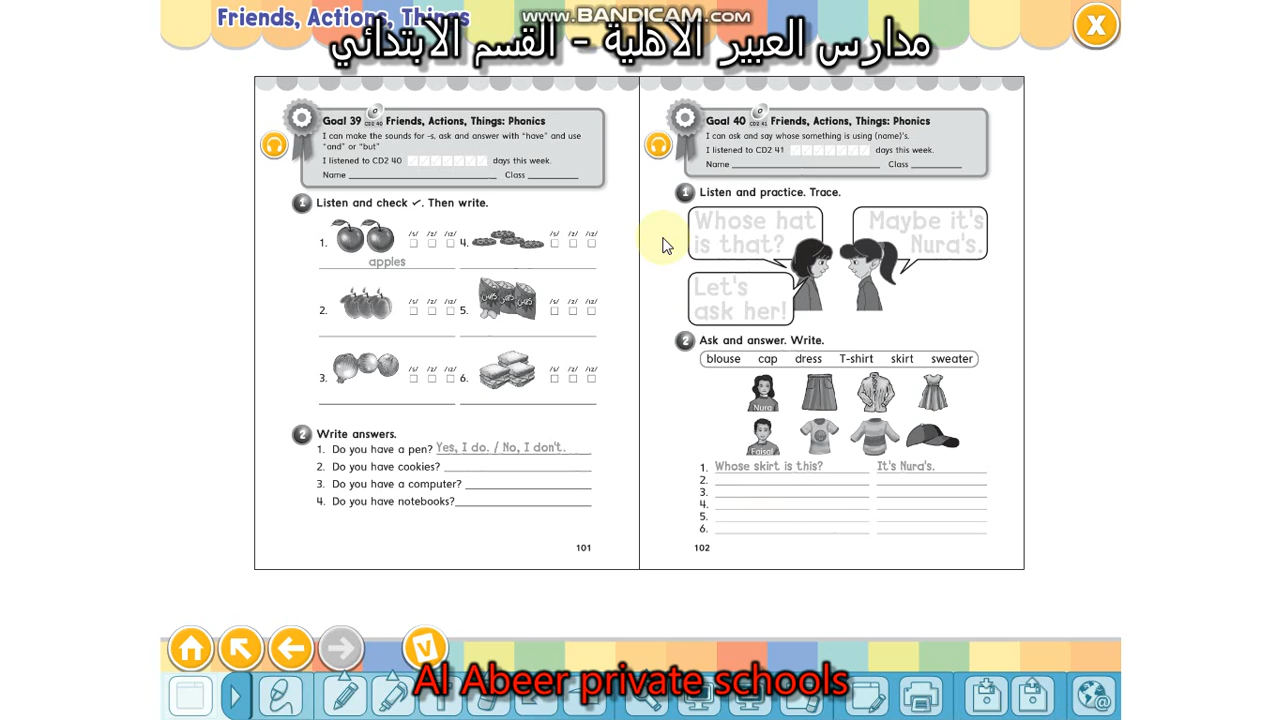 Friends, Actions, Things
www.BANDICAM.com
مدارس العبير الاهلية - القسم الابتدائي
X
Goal 39 CD2 40 Friends, Actions, Things: Phonics
I can make the sounds for -s, ask and answer with "have" and use
"and" or "but"
I listened to CD2 40 days this week.
Name Class
1 Listen and check ✓. Then write.
1. /s/ /z/ /ɪz/
apples
4. /s/ /z/ /ɪz/
2. /s/ /z/ /ɪz/
5. /s/ /z/ /ɪz/
3. /s/ /z/ /ɪz/
6. /s/ /z/ /ɪz/
2 Write answers.
1. Do you have a pen? Yes, I do. / No, I don't.
2. Do you have cookies?
3. Do you have a computer?
4. Do you have notebooks?
101
Goal 40 CD2 41 Friends, Actions, Things: Phonics
I can ask and say whose something is using (name)'s.
I listened to CD2 41 days this week.
Name Class
1 Listen and practice. Trace.
Whose hat
is that?
Maybe it's
Nura's.
Let's
ask her!
2 Ask and answer. Write.
blouse cap dress T-shirt skirt sweater
Nura
Faisal
1. Whose skirt is this? It's Nura's.
2.
3.
4.
5.
6.
102
V
Al Abeer private schools